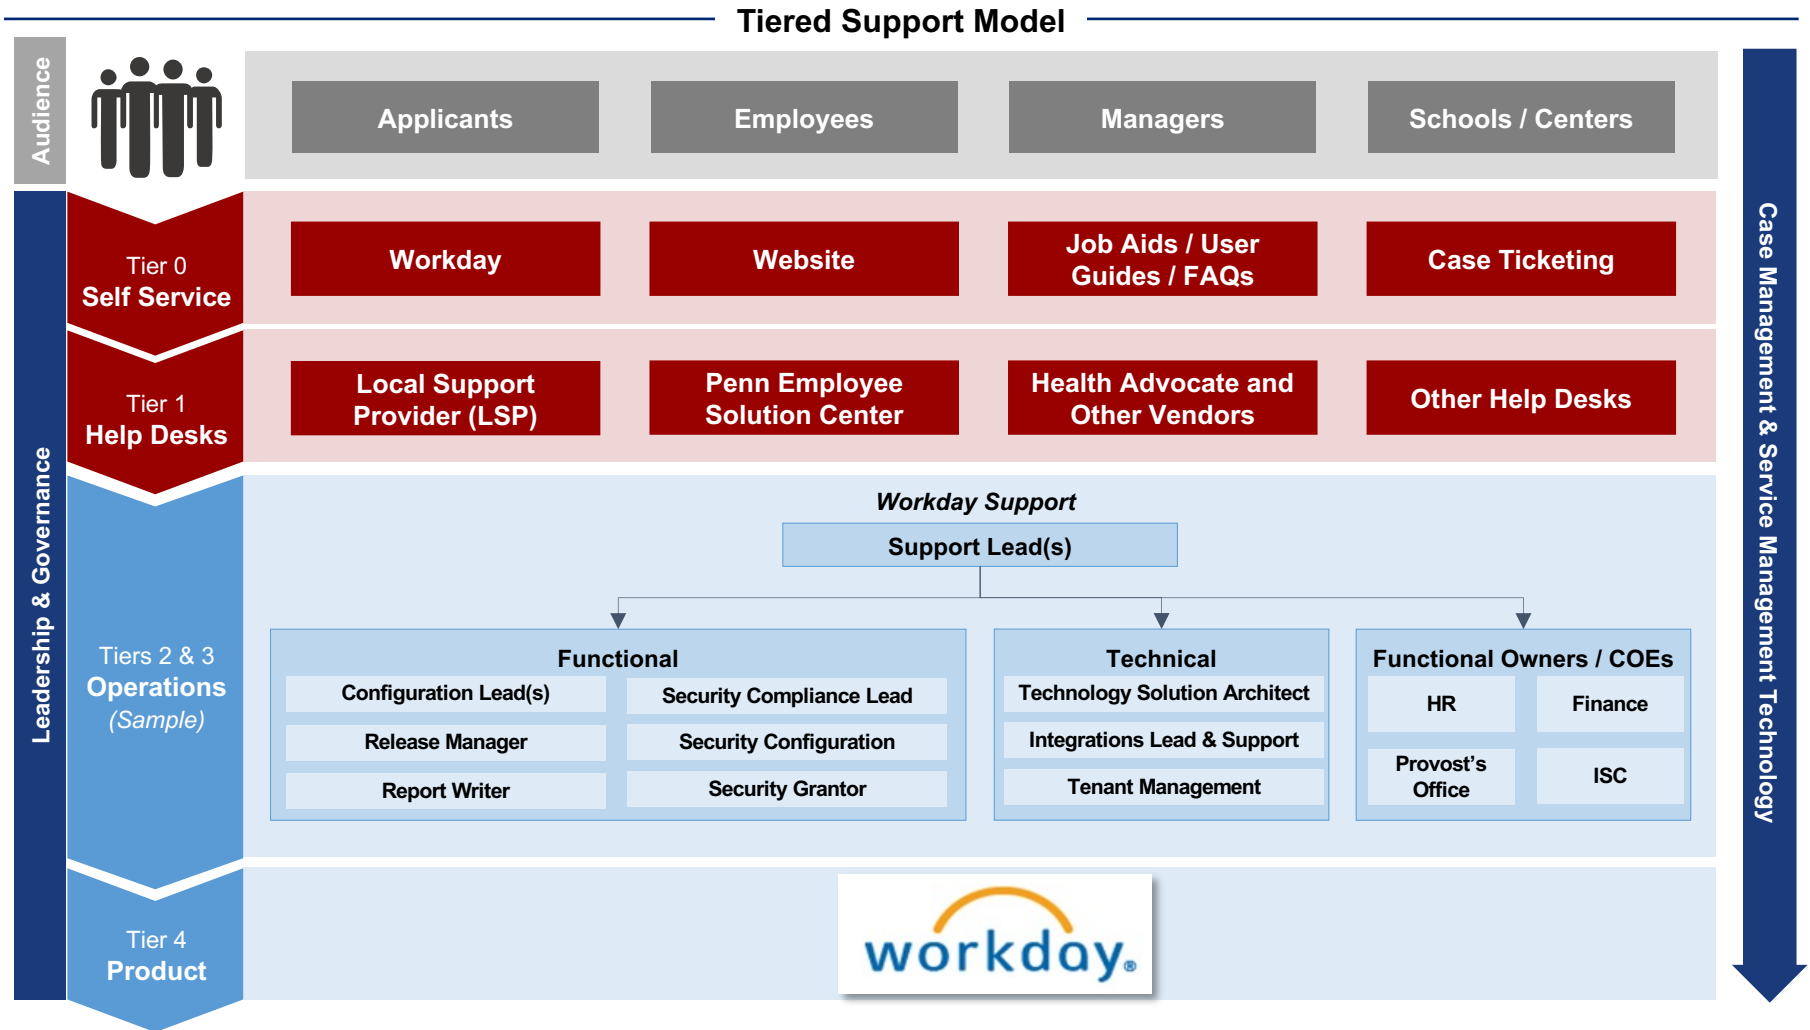 Tiered Support Model
Audience
Applicants
Employees
Managers
Schools / Centers
Leadership & Governance
Case Management & Service Management Technology
Tier 0
Self Service
Workday
Website
Job Aids / User
Guides / FAQs
Case Ticketing
Tier 1
Help Desks
Local Support
Provider (LSP)
Penn Employee
Solution Center
Health Advocate and
Other Vendors
Other Help Desks
Tiers 2 & 3
Operations
(Sample)
Workday Support
Support Lead(s)
Functional
Configuration Lead(s)
Security Compliance Lead
Release Manager
Security Configuration
Report Writer
Security Grantor
Technical
Technology Solution Architect
Integrations Lead & Support
Tenant Management
Functional Owners / COEs
HR
Finance
Provost's
Office
ISC
Tier 4
Product
workday®